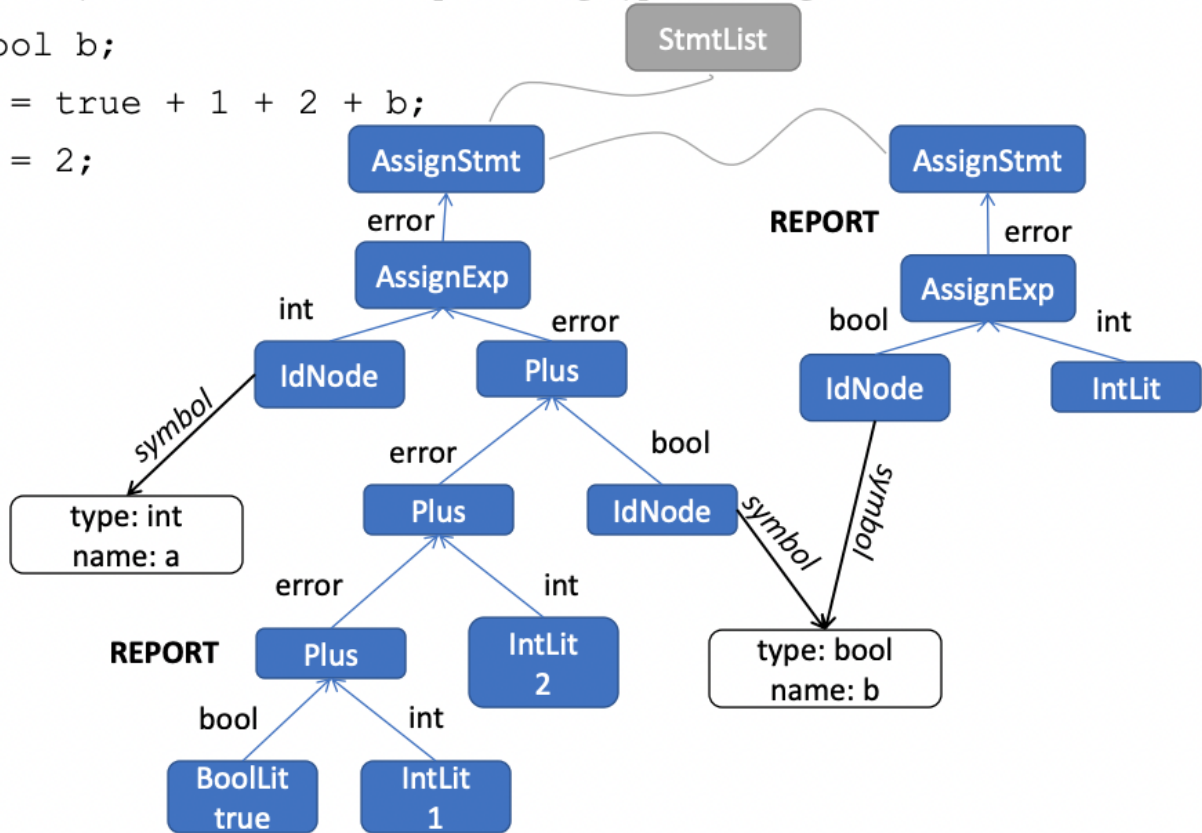 ool b;
= true + 1 + 2 + b;
= 2;
StmtList
AssignStmt
AssignStmt
error
REPORT
error
AssignExp
AssignExp
int
error
bool
int
IdNode
Plus
IdNode
IntLit
symbol
error
bool
symbol
type: int
name: a
Plus
IdNode
symbol
error
int
REPORT
Plus
IntLit
2
type: bool
name: b
bool
int
BoolLit
true
IntLit
1